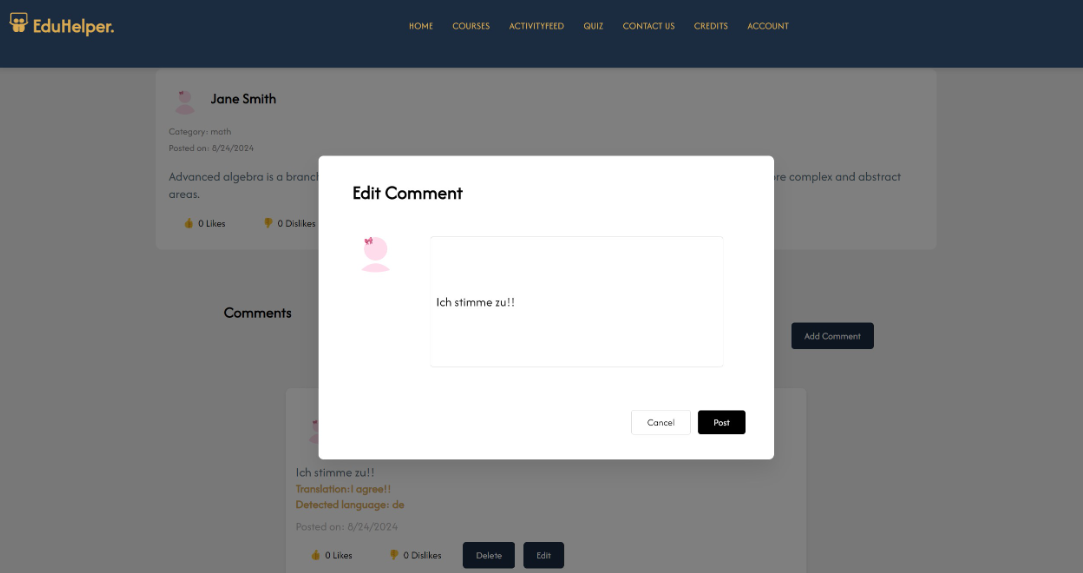 EduHelper.
HOME COURSES ACTIVITYFEED QUIZ CONTACT US CREDITS ACCOUNT
Jane Smith
Category: math
Posted on: 8/24/2024
Advanced algebra is a branc
re complex and abstract
areas.
👍 0 Likes 👎 0 Dislikes
Edit Comment
Ich stimme zu!!
Cancel Post
Comments
Add Comment
Ich stimme zu!!
Translation:I agree!!
Detected language: de
Posted on: 8/24/2024
👍 0 Likes 👎 0 Dislikes Delete Edit